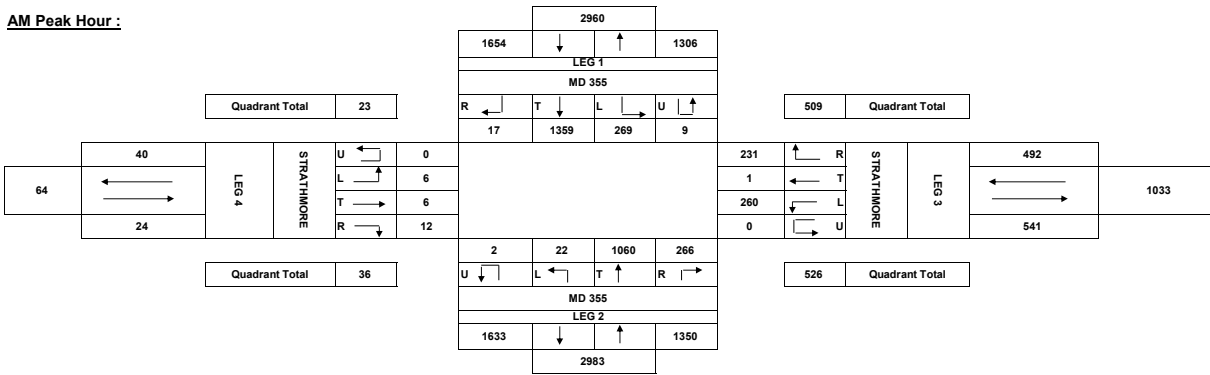 AM Peak Hour :
2960
1654 1306
LEG 1
MD 355
Quadrant Total 23
R T L U
509 Quadrant Total
17 1359 269 9
40
64
24
LEG 4
STRATHMORE
U 0
L 6
T 6
R 12
231 R
1 T
260 L
0 U
STRATHMORE
LEG 3
492
1033
541
2 22 1060 266
Quadrant Total 36
U L T R
526 Quadrant Total
MD 355
LEG 2
1633 1350
2983